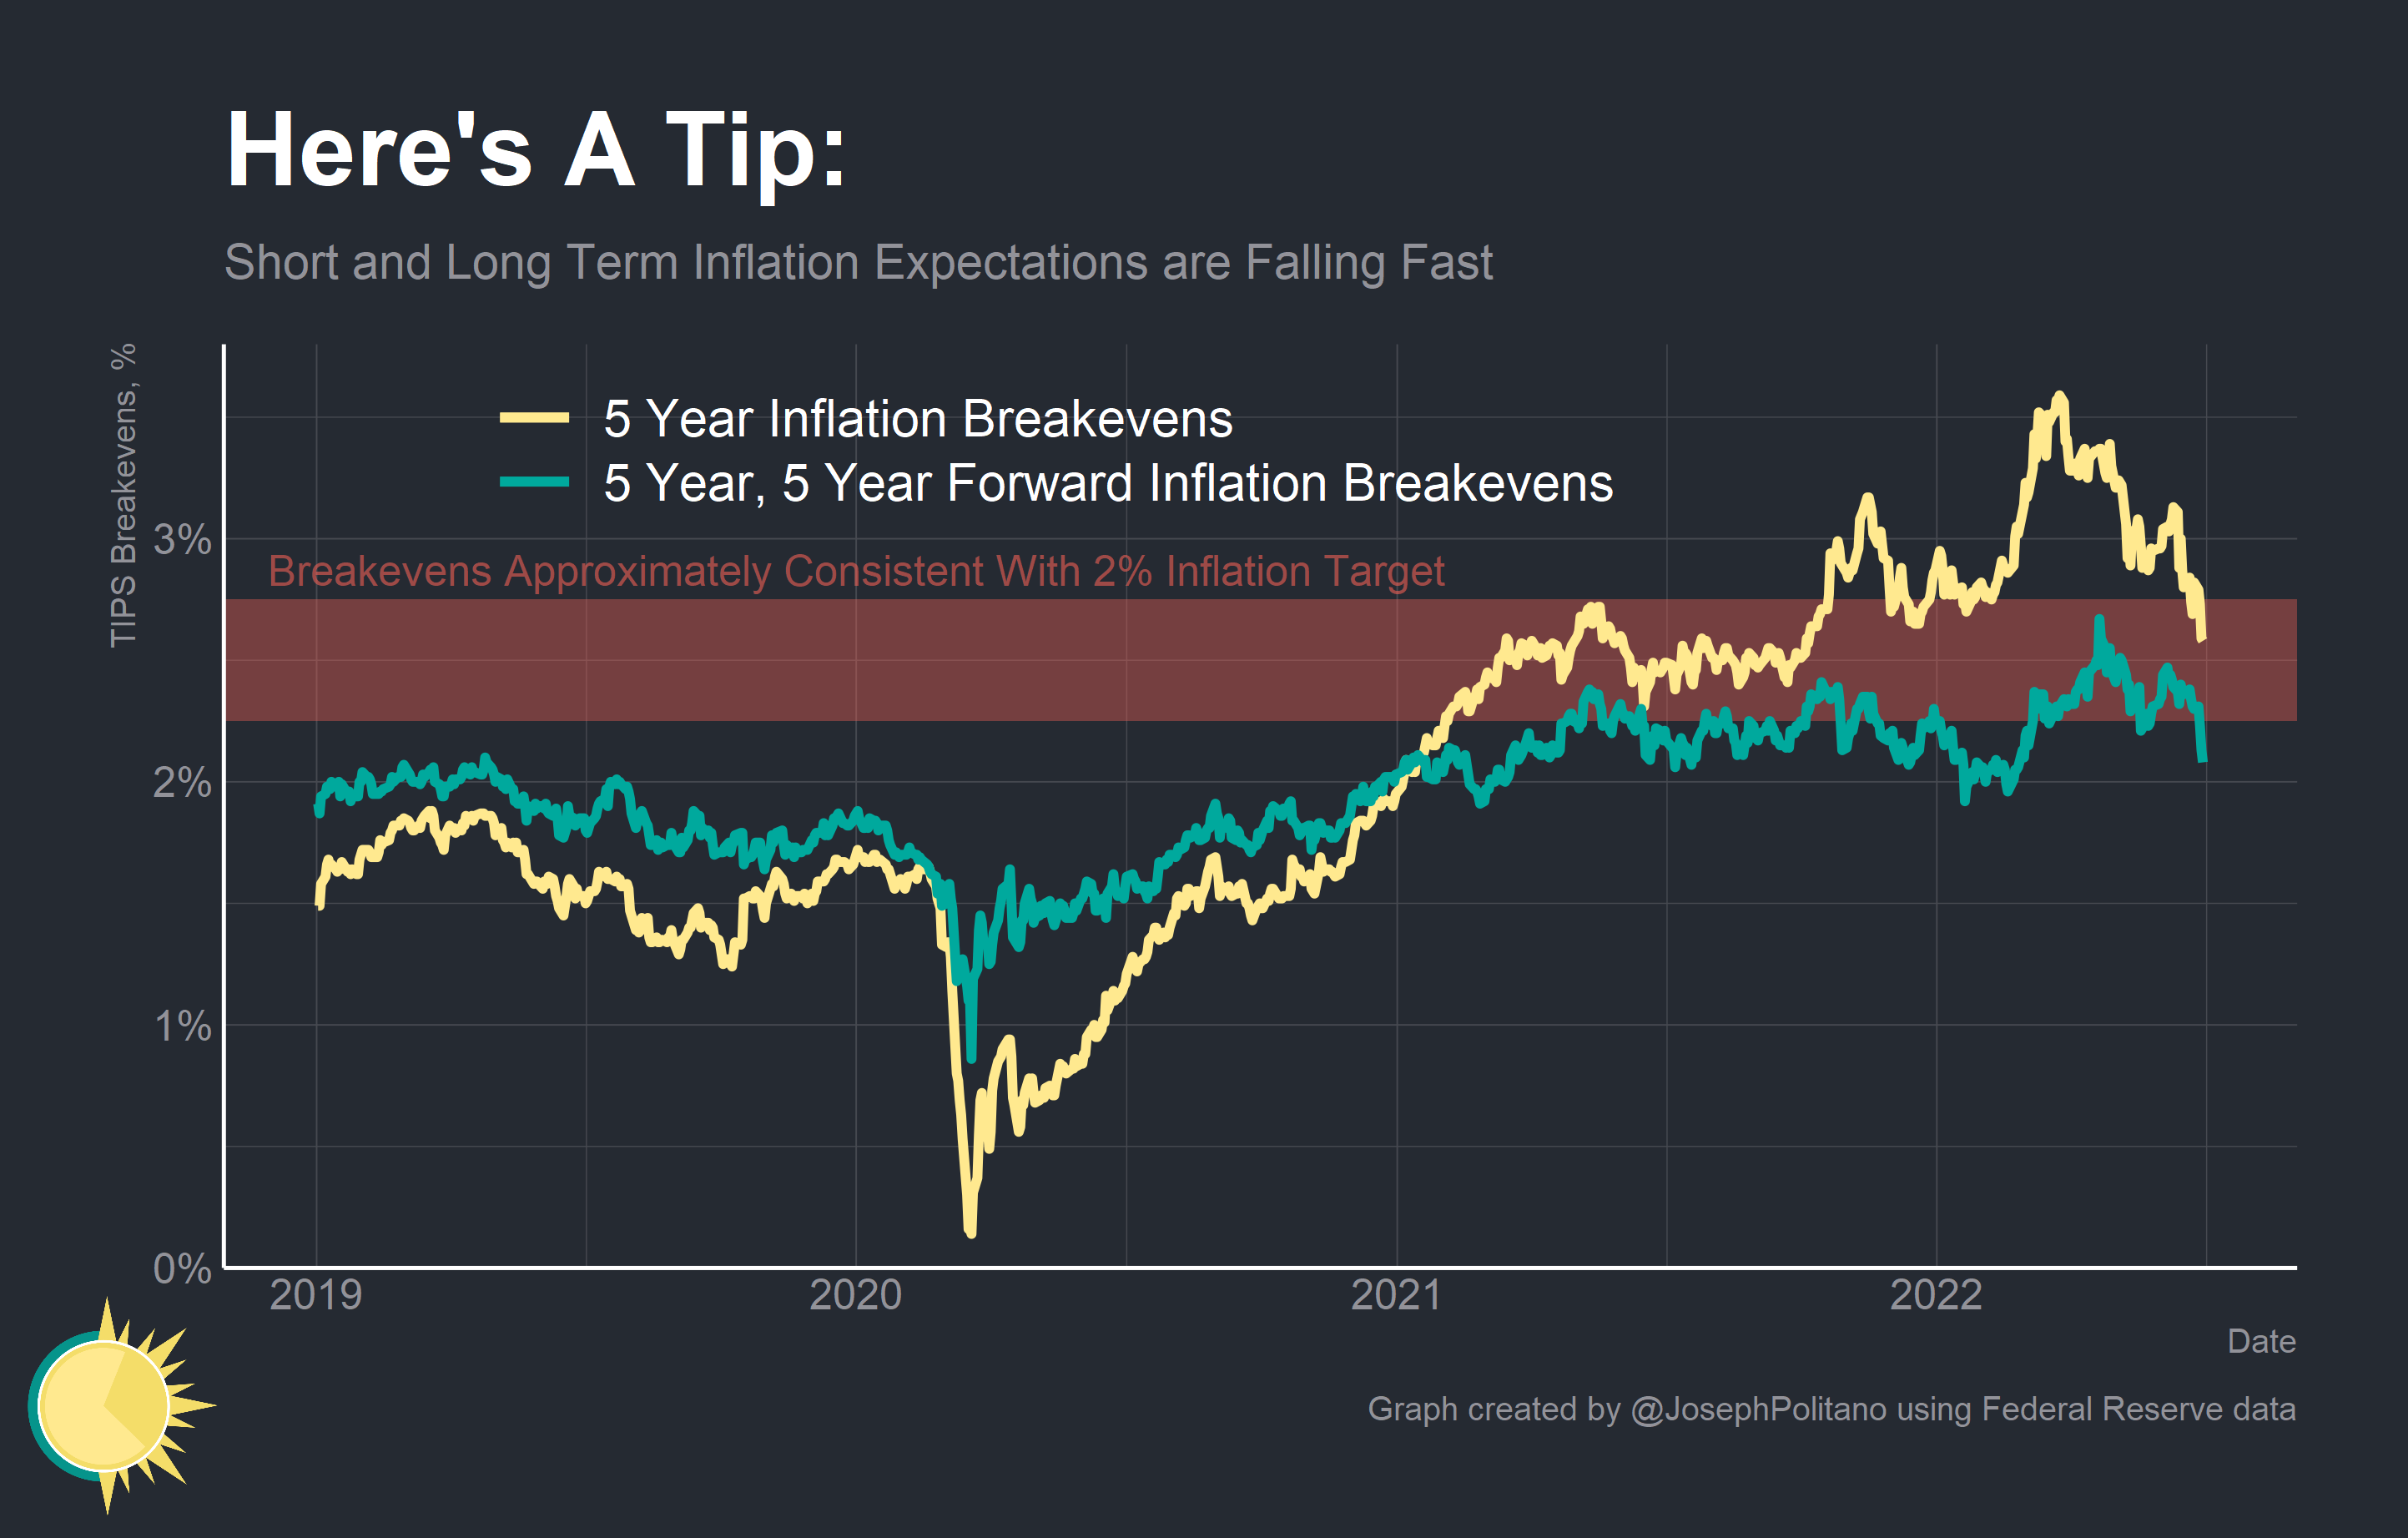 Here's A Tip:
Short and Long Term Inflation Expectations are Falling Fast
TIPS Breakevens, %
5 Year Inflation Breakevens
5 Year, 5 Year Forward Inflation Breakevens
3%
Breakevens Approximately Consistent With 2% Inflation Target
2%
1%
0%
2019 2020 2021 2022
Date
Graph created by @JosephPolitano using Federal Reserve data